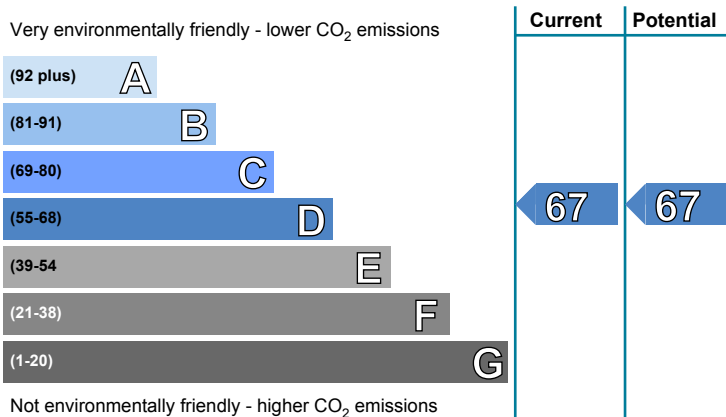 Very environmentally friendly - lower CO2 emissions
Current
Potential
(92 plus) A
(81-91) B
(69-80) C
(55-68) D
67
67
(39-54 E
(21-38) F
(1-20) G
Not environmentally friendly - higher CO2 emissions